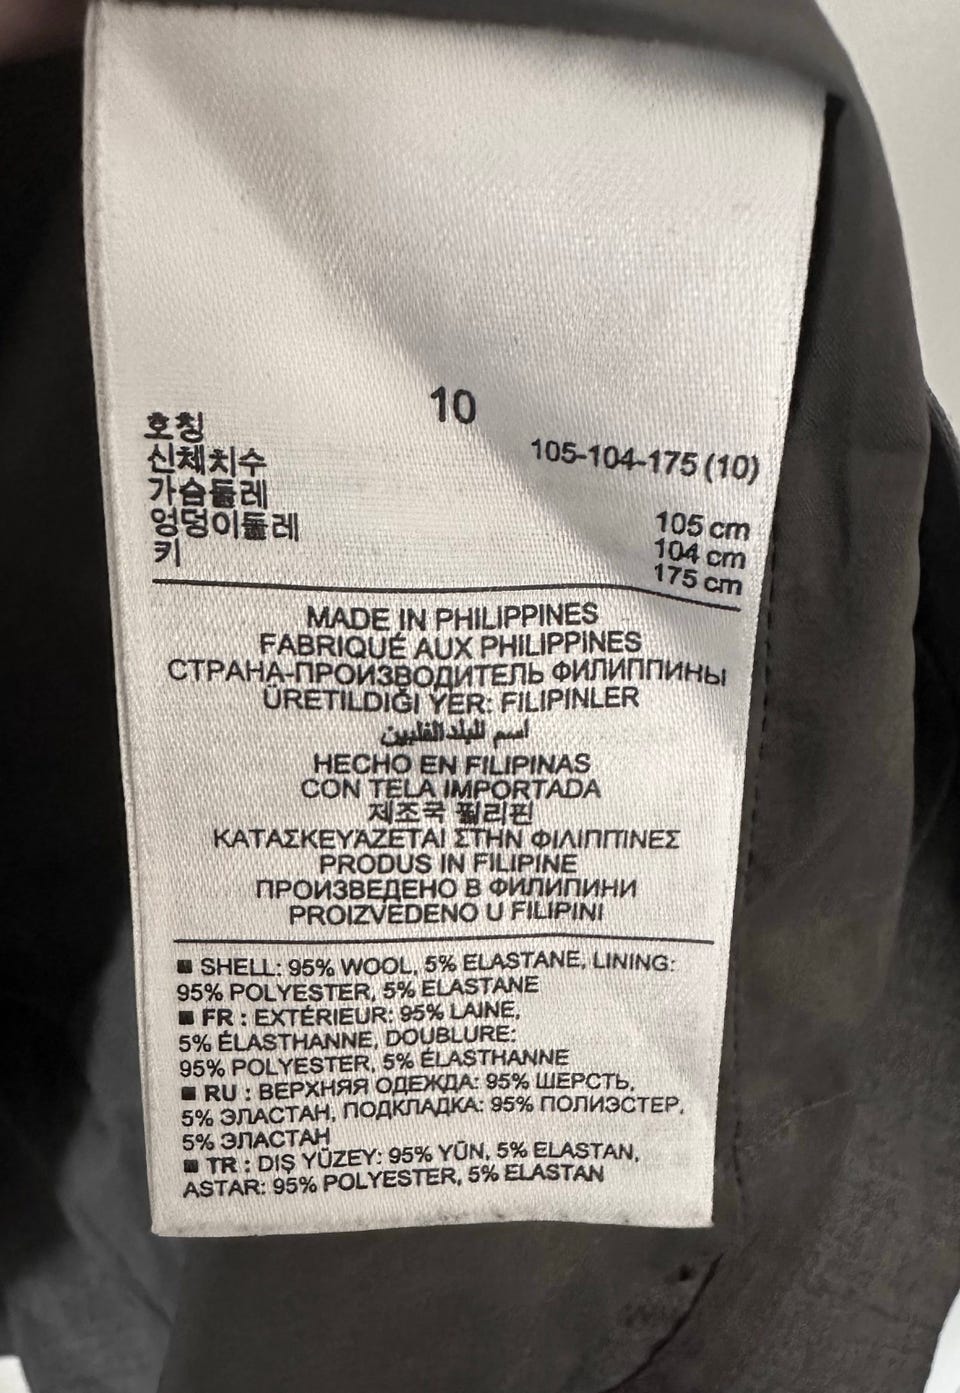 10
호칭 105-104-175 (10)
신체치수
가슴둘레 105 cm
엉덩이둘레 104 cm
키 175 cm
MADE IN PHILIPPINES
FABRIQUÉ AUX PHILIPPINES
СТРАНА-ПРОИЗВОДИТЕЛЬ ФИЛИППИНЫ
ÜRETILDIĞI YER: FILIPINLER
اسم للبلد الفلبين
HECHO EN FILIPINAS
CON TELA IMPORTADA
제조국 필리핀
ΚΑΤΑΣΚΕΥΑΖΕΤΑΙ ΣΤΗΝ ΦΙΛΙΠΠΙΝΕΣ
PRODUS IN FILIPINE
ПРОИЗВЕДЕНО В ФИЛИПИНИ
PROIZVEDENO U FILIPINI
■ SHELL: 95% WOOL, 5% ELASTANE, LINING:
95% POLYESTER, 5% ELASTANE
■ FR : EXTÉRIEUR: 95% LAINE,
5% ÉLASTHANNE, DOUBLURE:
95% POLYESTER, 5% ÉLASTHANNE
■ RU : ВЕРХНЯЯ ОДЕЖДА: 95% ШЕРСТЬ,
5% ЭЛАСТАН, ПОДКЛАДКА: 95% ПОЛИЭСТЕР,
5% ЭЛАСТАН
■ TR : DIŞ YÜZEY: 95% YÜN, 5% ELASTAN,
ASTAR: 95% POLYESTER, 5% ELASTAN